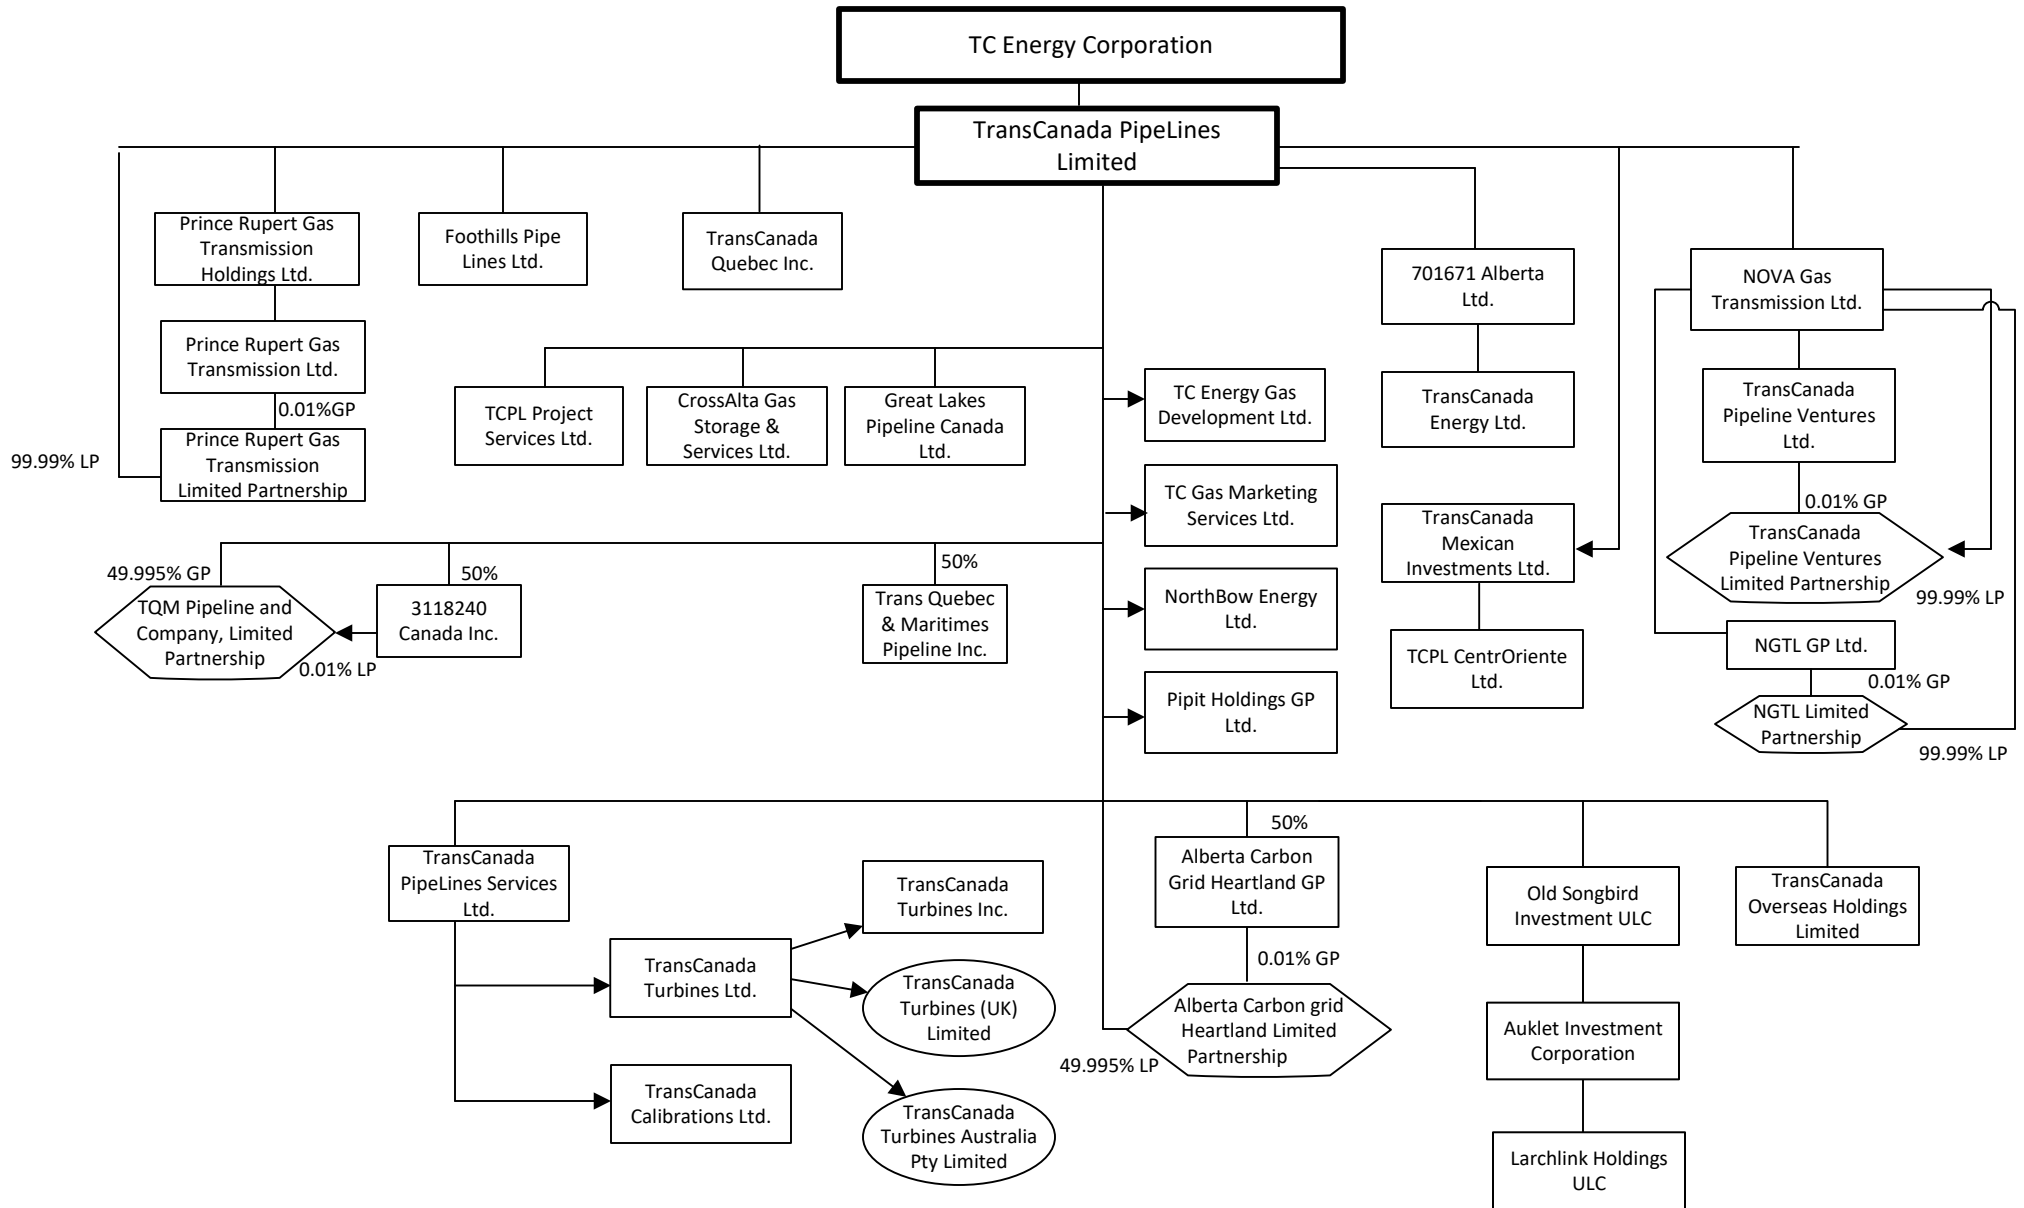 TC Energy Corporation
TransCanada PipeLines
Limited
Prince Rupert Gas
Transmission
Holdings Ltd.
Foothills Pipe
Lines Ltd.
TransCanada
Quebec Inc.
701671 Alberta
Ltd.
NOVA Gas
Transmission Ltd.
Prince Rupert Gas
Transmission Ltd.
0.01%GP
Prince Rupert Gas
Transmission
Limited Partnership
99.99% LP
TCPL Project
Services Ltd.
CrossAlta Gas
Storage &
Services Ltd.
Great Lakes
Pipeline Canada
Ltd.
TC Energy Gas
Development Ltd.
TransCanada
Energy Ltd.
TransCanada
Pipeline Ventures
Ltd.
0.01% GP
TransCanada
Pipeline Ventures
Limited Partnership
99.99% LP
TC Gas Marketing
Services Ltd.
TransCanada
Mexican
Investments Ltd.
49.995% GP
TQM Pipeline and
Company, Limited
Partnership
50%
3118240
Canada Inc.
0.01% LP
50%
Trans Quebec
& Maritimes
Pipeline Inc.
NorthBow Energy
Ltd.
TCPL CentrOriente
Ltd.
NGTL GP Ltd.
0.01% GP
NGTL Limited
Partnership
99.99% LP
Pipit Holdings GP
Ltd.
TransCanada
PipeLines Services
Ltd.
TransCanada
Turbines Inc.
50%
Alberta Carbon
Grid Heartland GP
Ltd.
Old Songbird
Investment ULC
TransCanada
Overseas Holdings
Limited
TransCanada
Turbines Ltd.
TransCanada
Turbines (UK)
Limited
0.01% GP
Alberta Carbon grid
Heartland Limited
Partnership
49.995% LP
Auklet Investment
Corporation
TransCanada
Calibrations Ltd.
TransCanada
Turbines Australia
Pty Limited
Larchlink Holdings
ULC